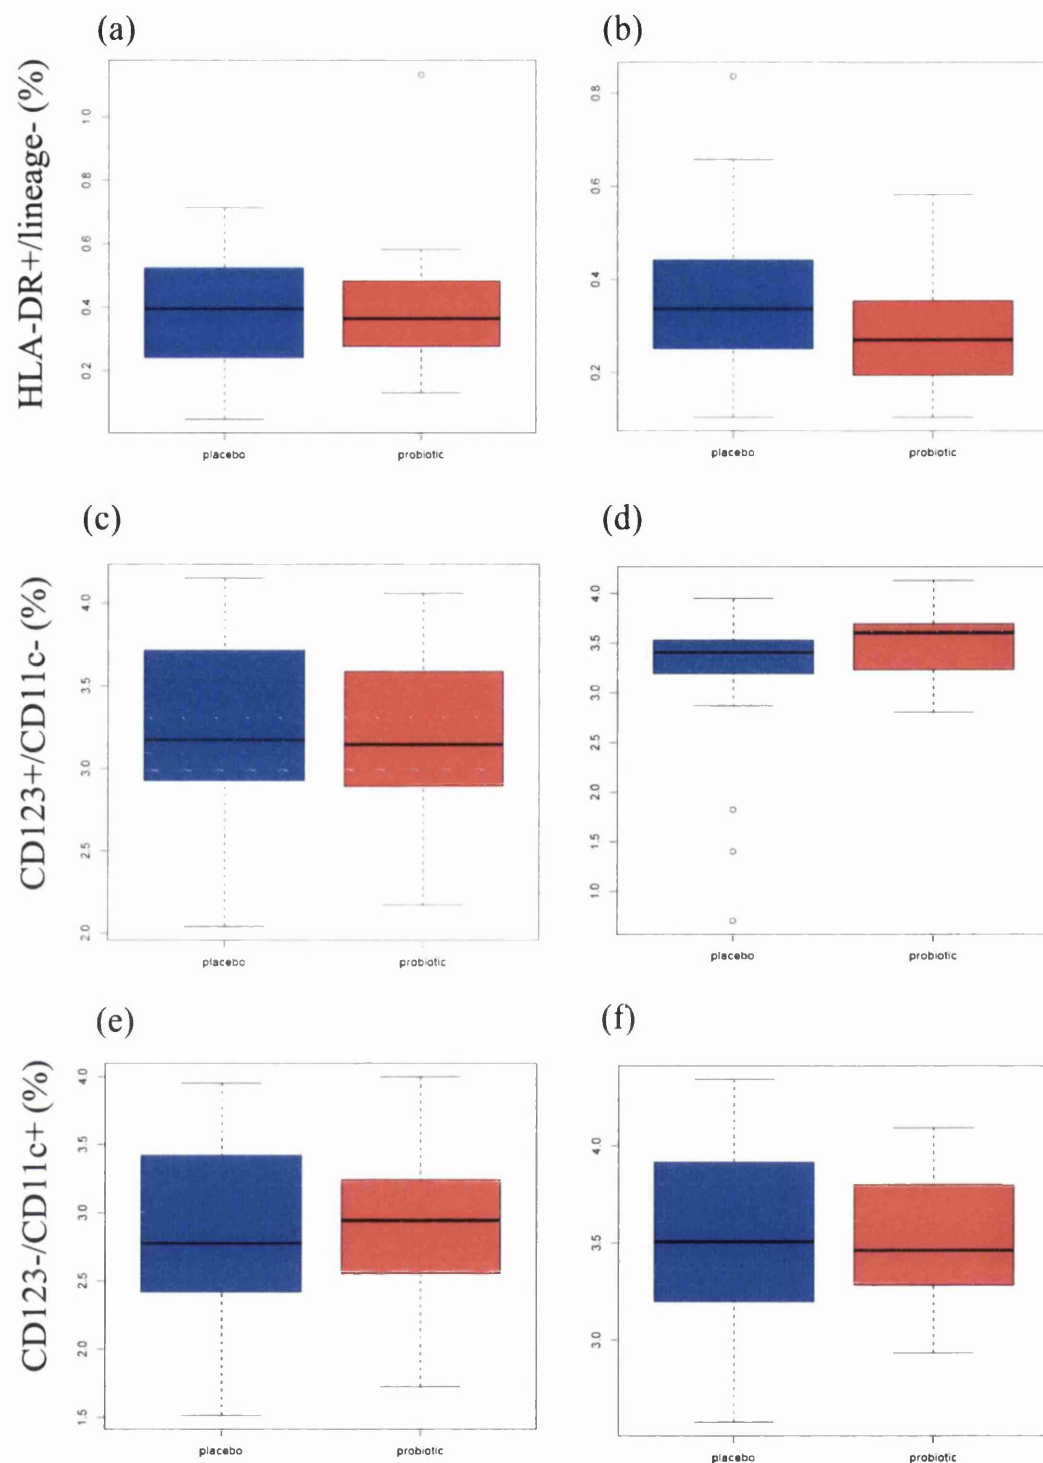 (a)
(b)
HLA-DR+/lineage- (%)
1.0
0.8
0.6
0.4
0.2
placebo
probiotic
0.8
0.6
0.4
0.2
placebo
probiotic
(c)
(d)
CD123+/CD11c- (%)
4.0
3.5
3.0
2.5
2.0
placebo
probiotic
4.0
3.5
3.0
2.5
2.0
1.5
1.0
placebo
probiotic
(e)
(f)
CD123-/CD11c+ (%)
4.0
3.5
3.0
2.5
2.0
1.5
placebo
probiotic
4.0
3.5
3.0
placebo
probiotic